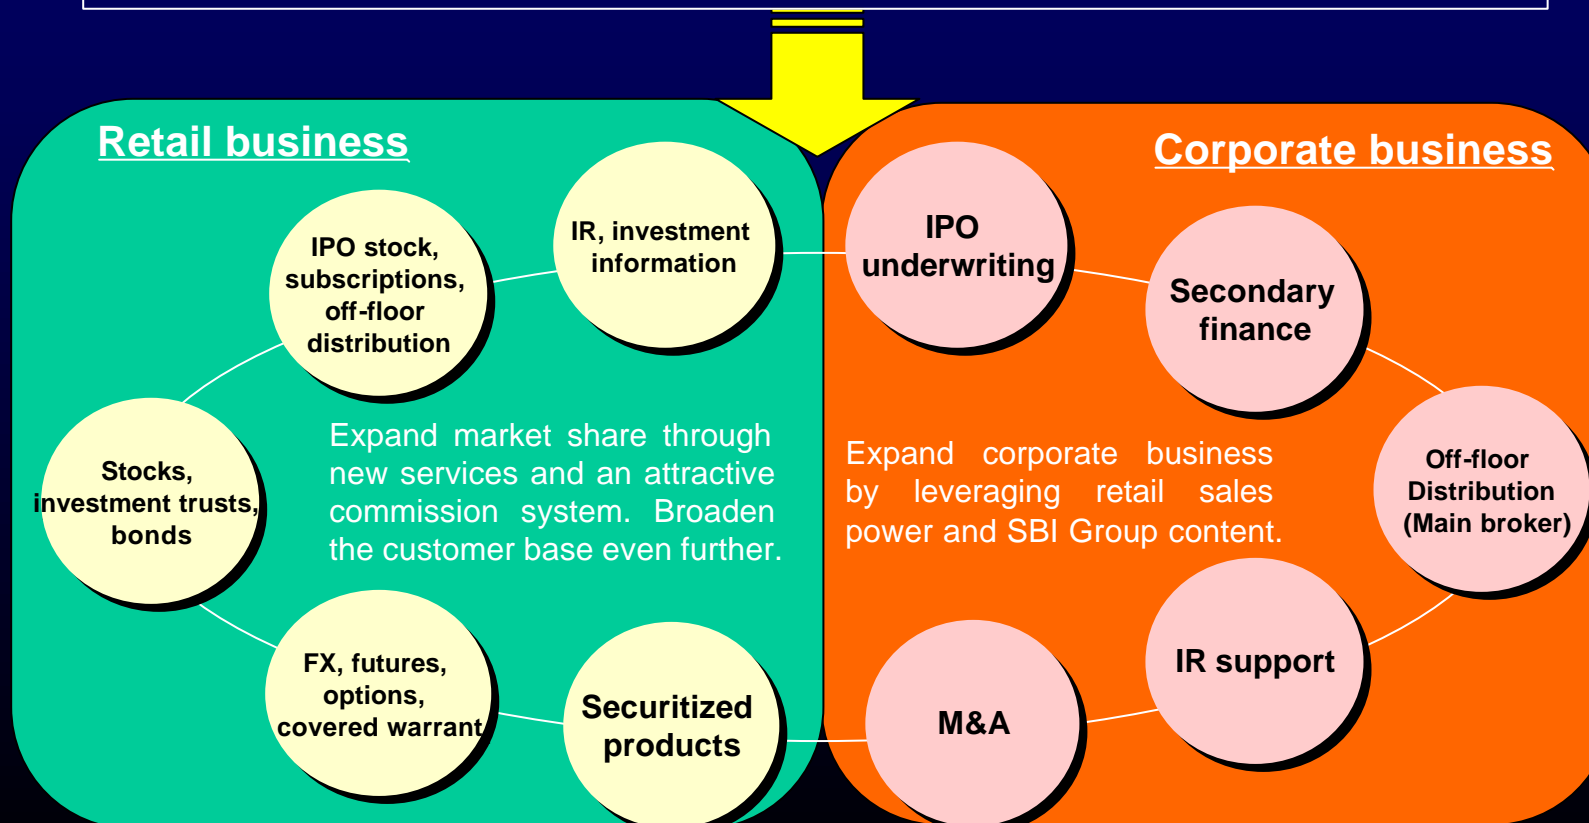 Retail business
Corporate business
IR, investment
information
IPO
underwriting
IPO stock,
subscriptions,
off-floor
distribution
Secondary
finance
Stocks,
investment trusts,
bonds
Expand market share through
new services and an attractive
commission system. Broaden
the customer base even further.
Expand corporate business
by leveraging retail sales
power and SBI Group content.
Off-floor
Distribution
(Main broker)
FX, futures,
options,
covered warrant
Securitized
products
M&A
IR support